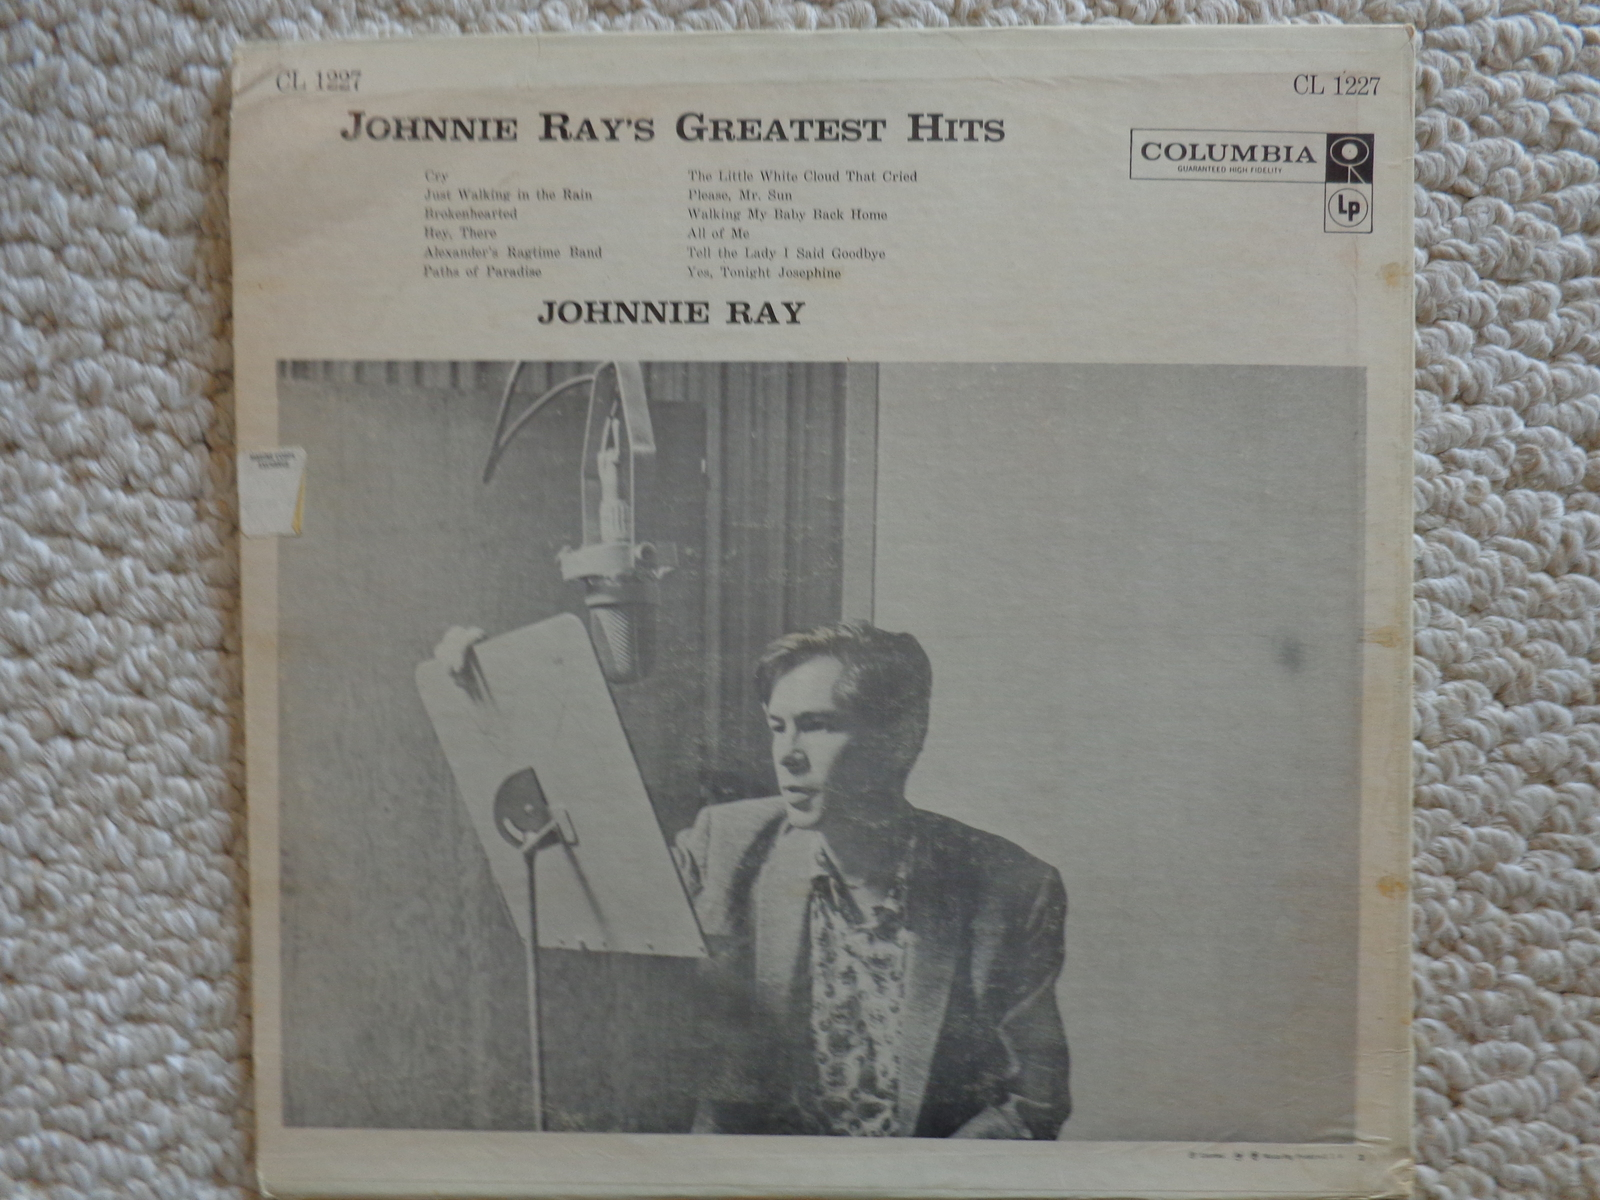 CL 1227
CL 1227
JOHNNIE RAY'S GREATEST HITS
COLUMBIA
GUARANTEED HIGH FIDELITY
Lp
Cry
Just Walking in the Rain
Brokenhearted
Hey, There
Alexander's Ragtime Band
Paths of Paradise
The Little White Cloud That Cried
Please, Mr. Sun
Walking My Baby Back Home
All of Me
Tell the Lady I Said Goodbye
Yes, Tonight Josephine
JOHNNIE RAY